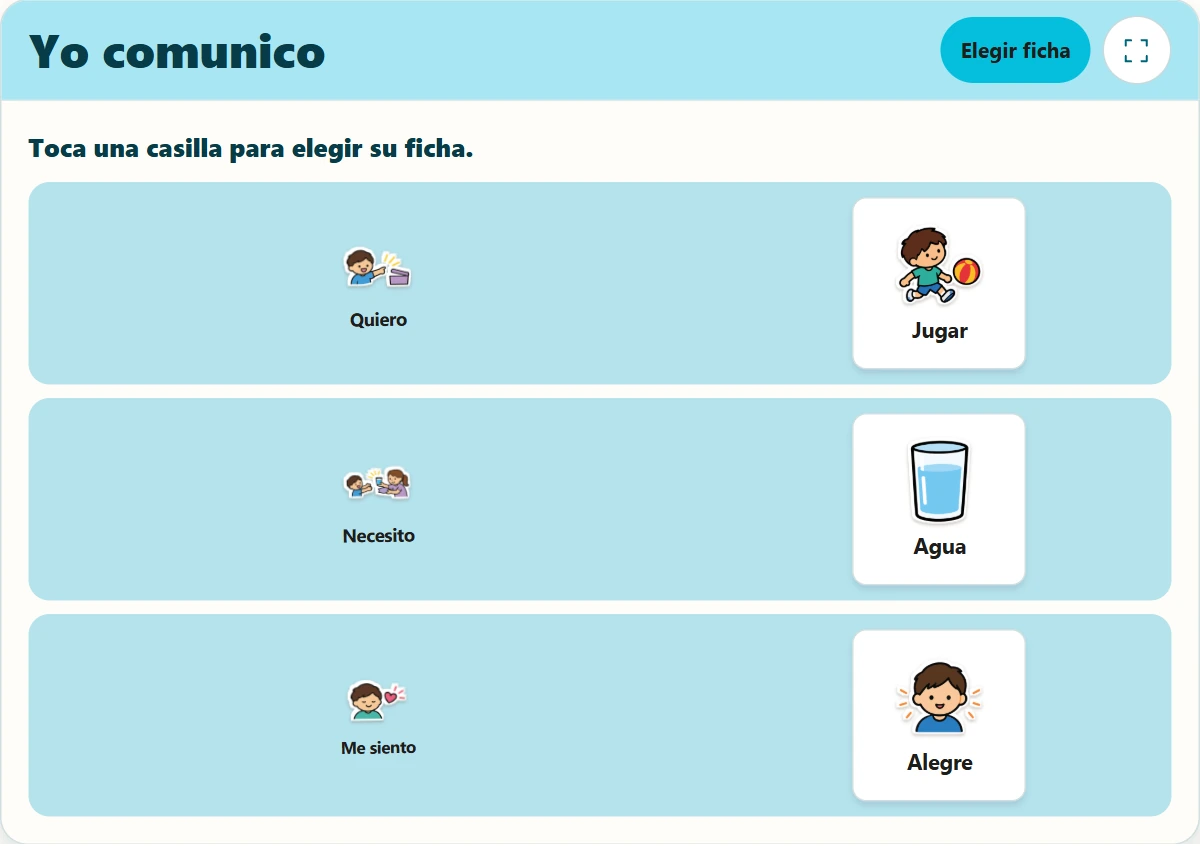 Yo comunico
Elegir ficha
Toca una casilla para elegir su ficha.
Quiero
Jugar
Necesito
Agua
Me siento
Alegre